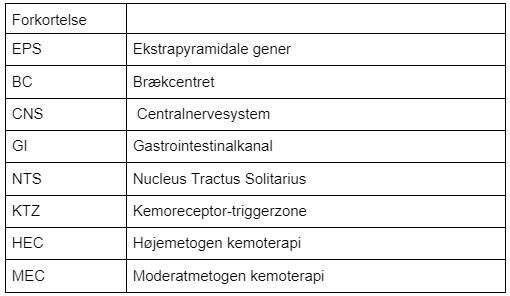 Forkortelse
EPS Ekstrapyramidale gener
BC Brækcentret
CNS Centralnervesystem
GI Gastrointestinalkanal
NTS Nucleus Tractus Solitarius
KTZ Kemoreceptor-triggerzone
HEC Højemetogen kemoterapi
MEC Moderatmetogen kemoterapi